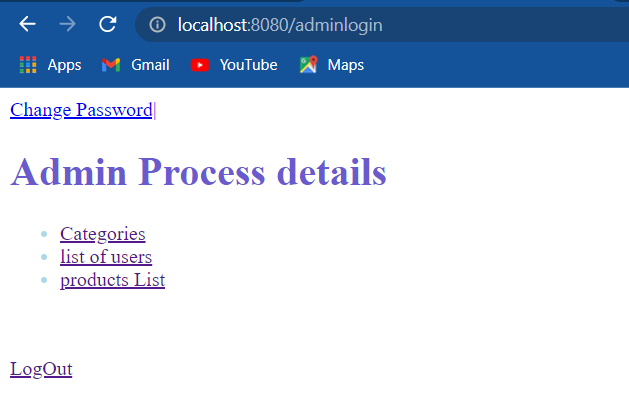 localhost:8080/adminlogin
Apps Gmail YouTube Maps
Change Password|
Admin Process details
Categories
list of users
products List
LogOut